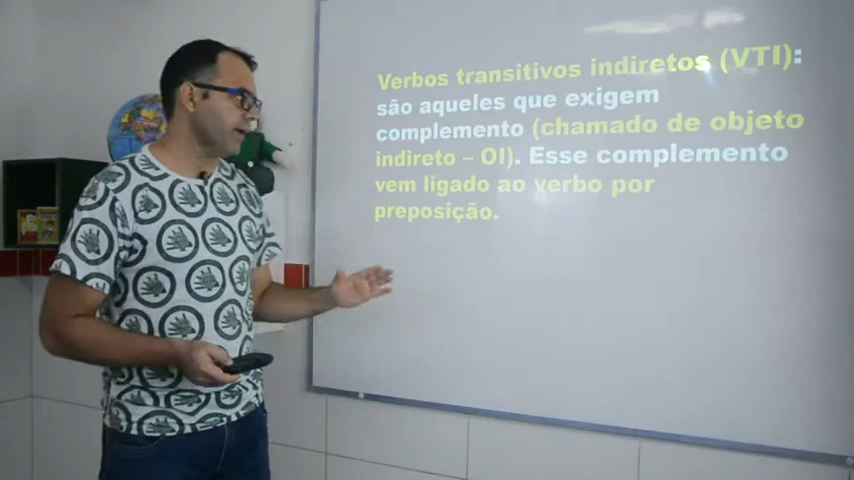 Verbos transitivos indiretos (VTI):
são aqueles que exigem
complemento (chamado de objeto
indireto – OI). Esse complemento
vem ligado ao verbo por
preposição.